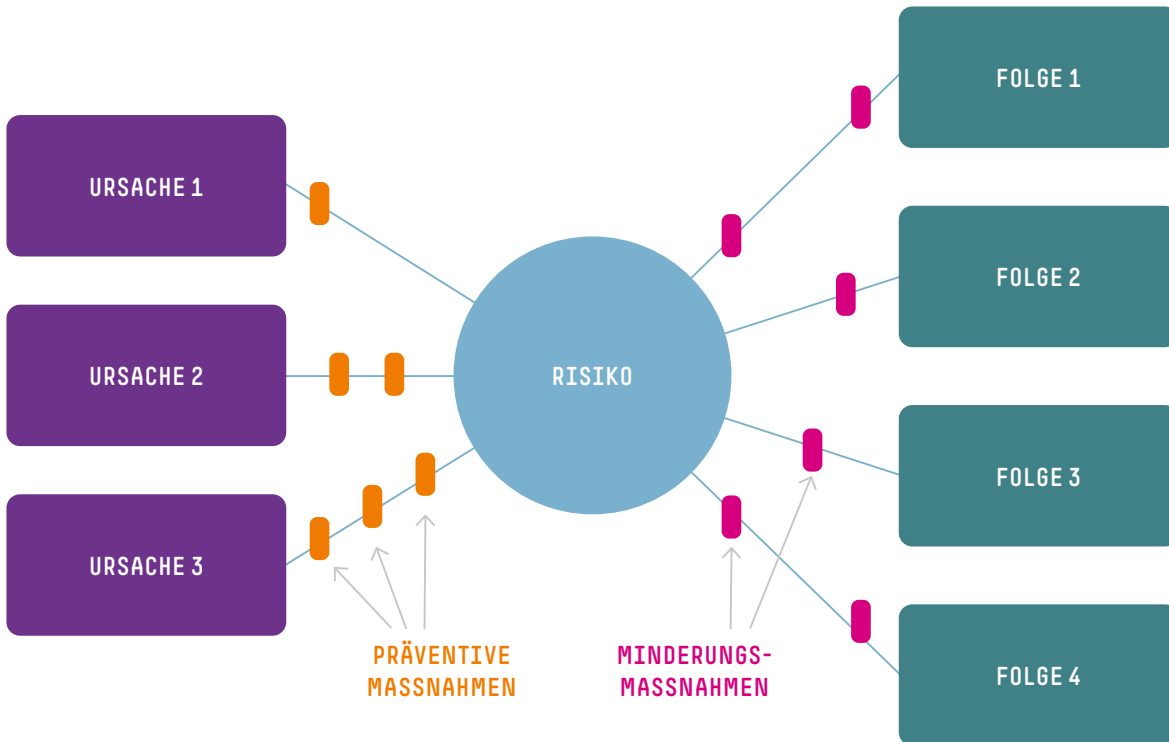 URSACHE 1
URSACHE 2
URSACHE 3
RISIKO
FOLGE 1
FOLGE 2
FOLGE 3
FOLGE 4
PRÄVENTIVE
MASSNAHMEN
MINDERUNGS-
MASSNAHMEN